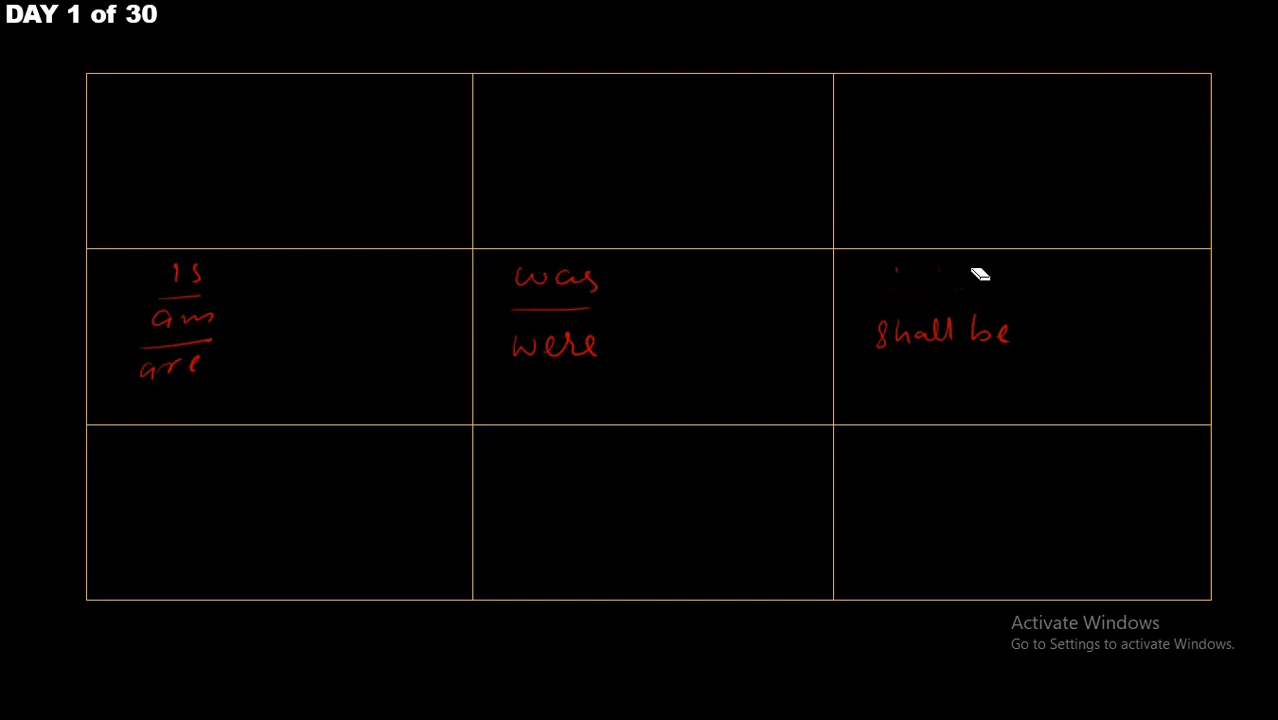 DAY 1 of 30
is
am
are
was
were
shall be
Activate Windows
Go to Settings to activate Windows.